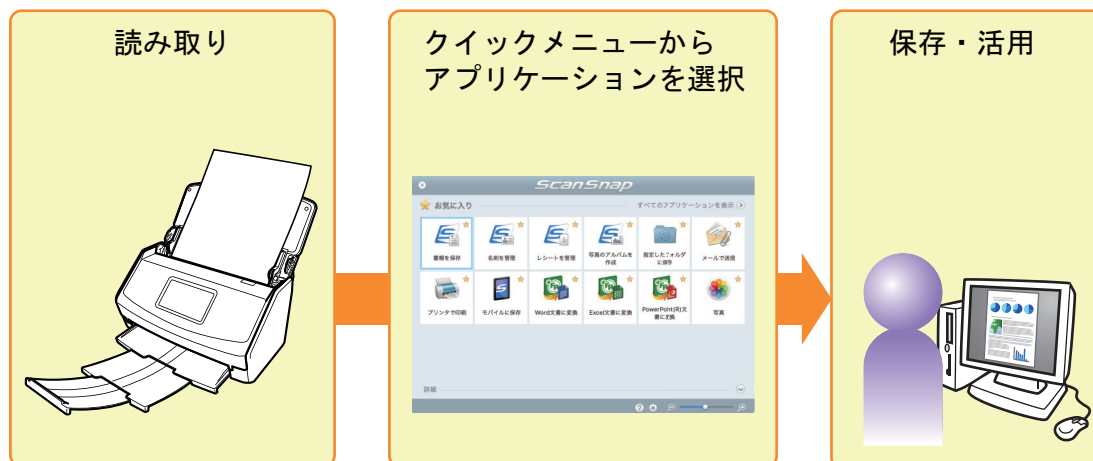 読み取り
クイックメニューから
アプリケーションを選択
保存・活用
ScanSnap
お気に入り
すべてのアプリケーションを表示
書類を保存
名刺を管理
レシートを管理
写真のアルバムを
作成
指定したフォルダ
に保存
メールで送信
プリンタで印刷
モバイルに保存
Word文書に変換
Excel文書に変換
PowerPoint(R)文
書に変換
写真
詳細